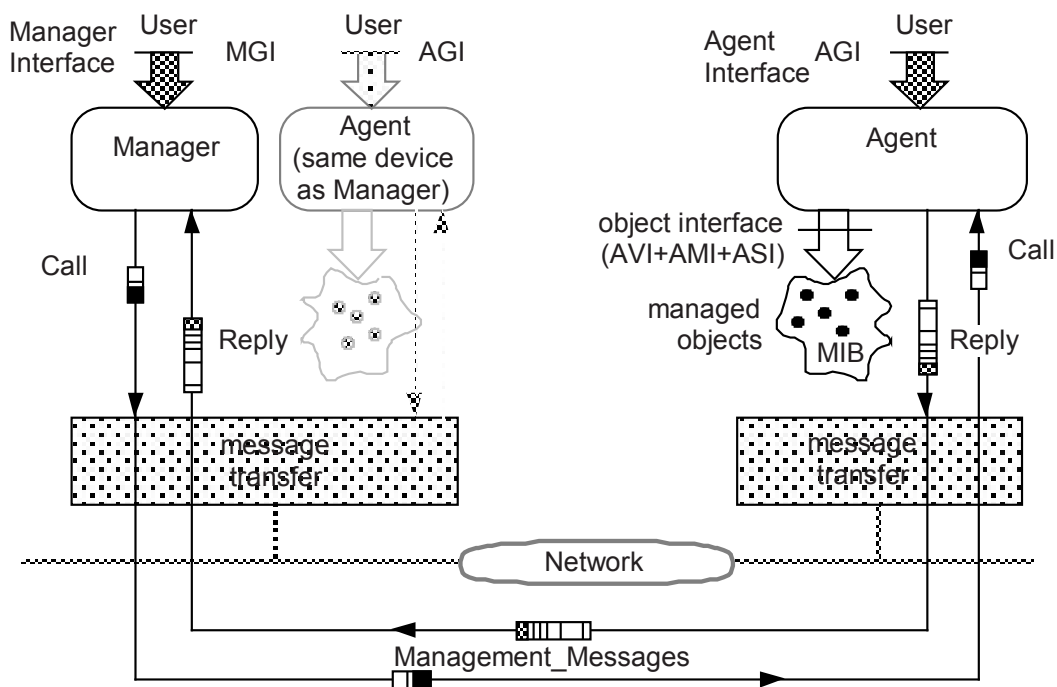 User
User
User
Manager
Interface
MGI
AGI
Agent
Interface
AGI
Manager
Agent
(same device
as Manager)
Agent
object interface
(AVI+AMI+ASI)
Call
Call
managed
objects
Reply
MIB
Reply
message
transfer
message
transfer
Network
Management_Messages